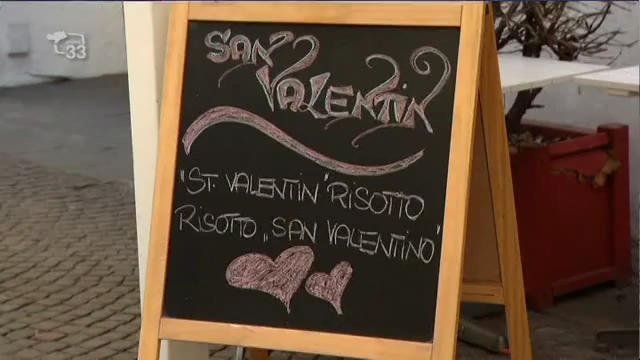 33
SAN
VALENTIN
"ST. VALENTIN" RISOTTO
RISOTTO „SAN VALENTINO"